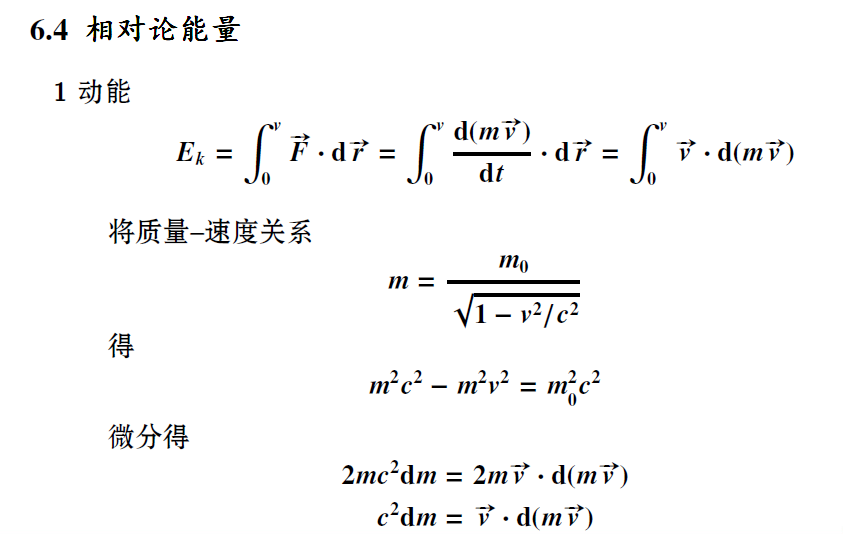 6.4 相对论能量
1 动能
$E_k = \int_0^v \vec{F} \cdot \mathrm{d}\vec{r} = \int_0^v \frac{\mathrm{d}(m\vec{v})}{\mathrm{d}t} \cdot \mathrm{d}\vec{r} = \int_0^v \vec{v} \cdot \mathrm{d}(m\vec{v})$
将质量–速度关系
$m = \frac{m_0}{\sqrt{1 - v^2/c^2}}$
得
$m^2c^2 - m^2v^2 = m_0^2c^2$
微分得
$2mc^2\mathrm{d}m = 2m\vec{v} \cdot \mathrm{d}(m\vec{v})$
$c^2\mathrm{d}m = \vec{v} \cdot \mathrm{d}(m\vec{v})$